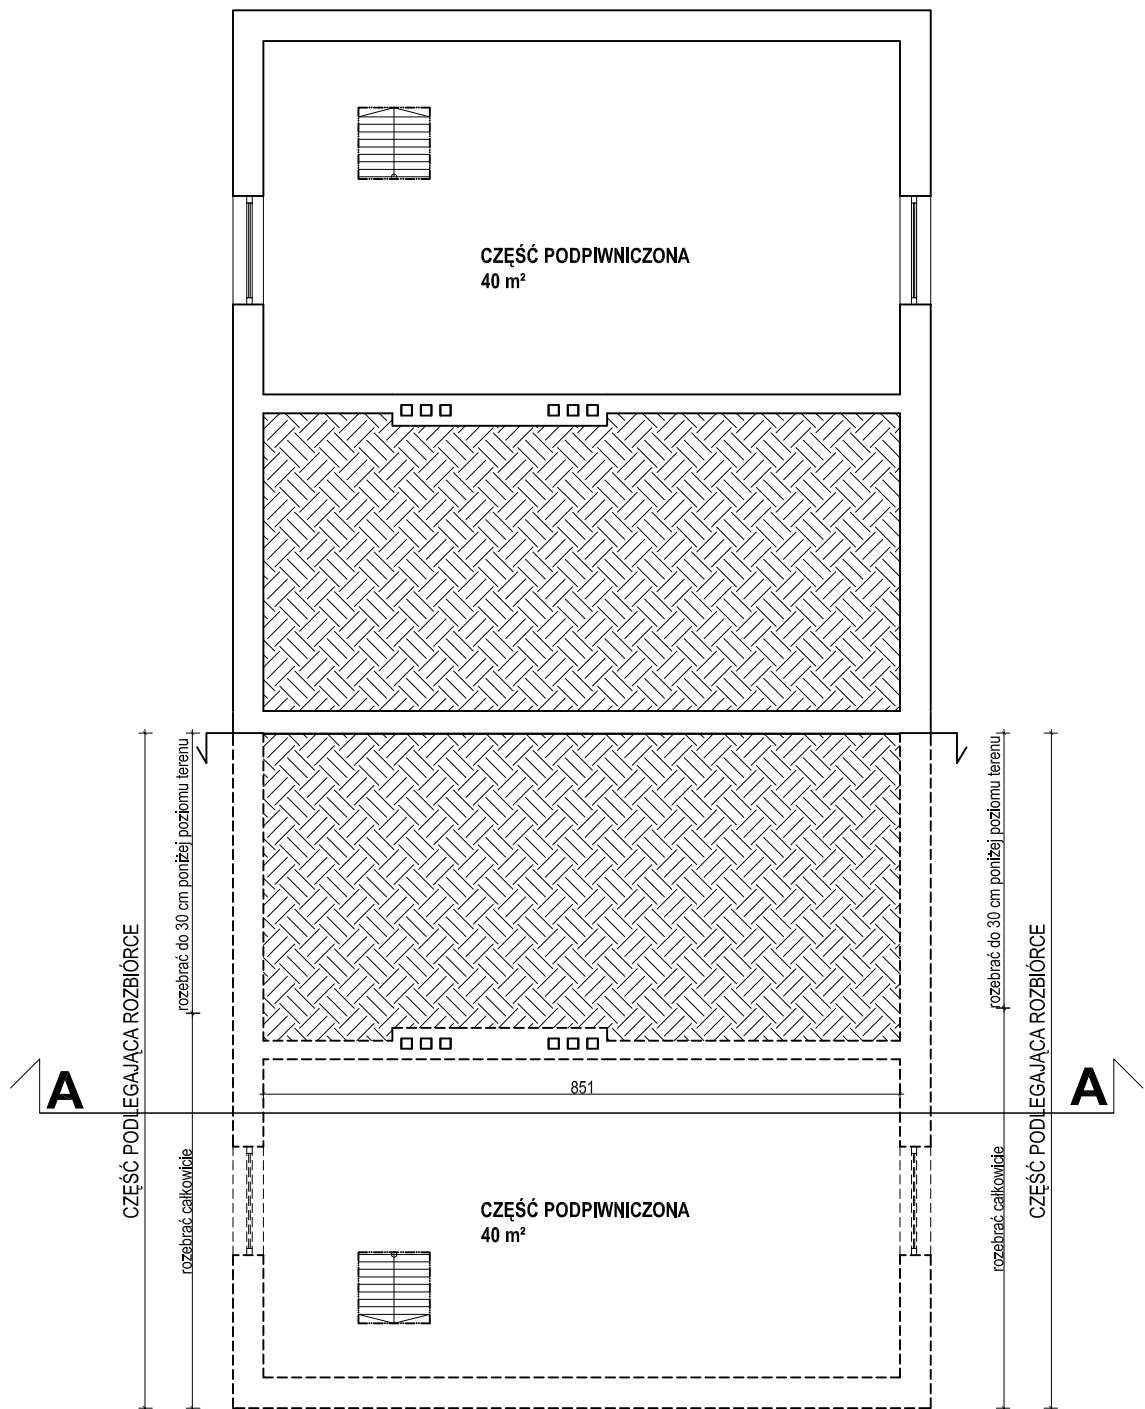 CZĘŚĆ PODPIWNICZONA
40 m²
CZĘŚĆ PODLEGAJĄCA ROZBIÓRCE
rozebrać do 30 cm poniżej poziomu terenu
rozebrać do 30 cm poniżej poziomu terenu
CZĘŚĆ PODLEGAJĄCA ROZBIÓRCE
A
851
A
rozebrać całkowicie
CZĘŚĆ PODPIWNICZONA
40 m²
rozebrać całkowicie